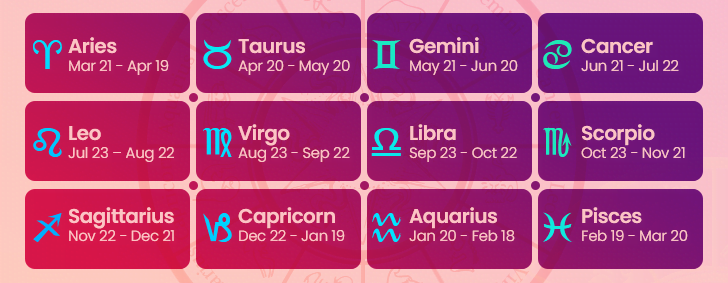 Aries
Mar 21 - Apr 19
Taurus
Apr 20 - May 20
Gemini
May 21 - Jun 20
Cancer
Jun 21 - Jul 22
Leo
Jul 23 – Aug 22
Virgo
Aug 23 - Sep 22
Libra
Sep 23 - Oct 22
Scorpio
Oct 23 - Nov 21
Sagittarius
Nov 22 - Dec 21
Capricorn
Dec 22 - Jan 19
Aquarius
Jan 20 - Feb 18
Pisces
Feb 19 - Mar 20